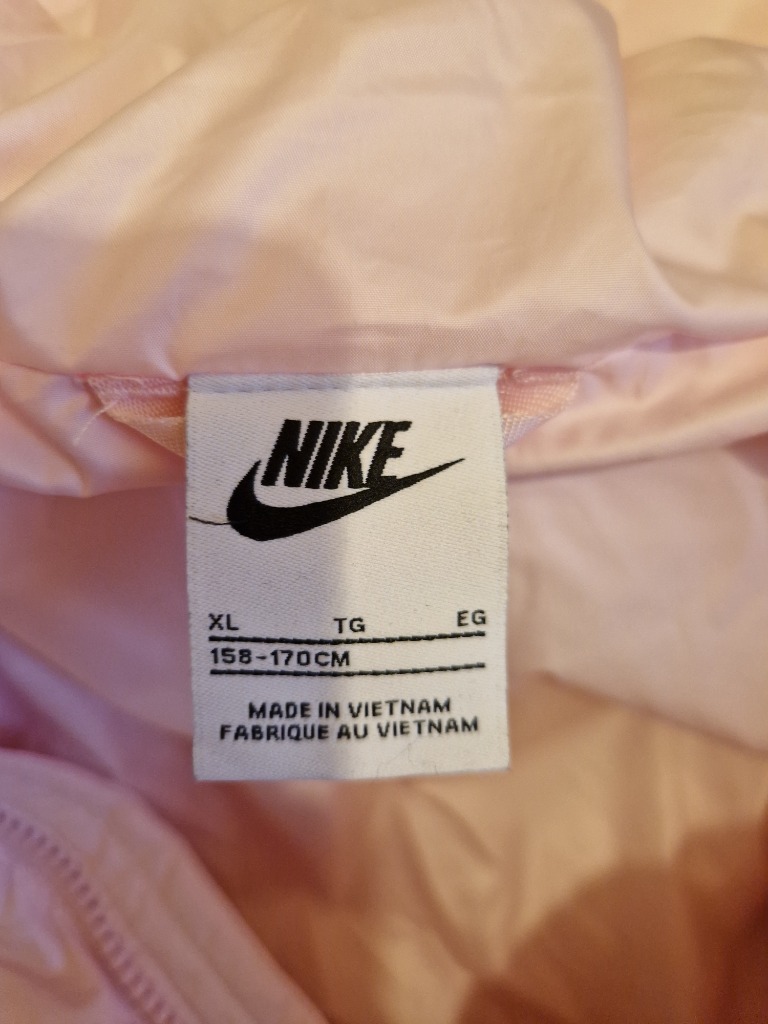 NIKE
XL TG EG
158-170CM
MADE IN VIETNAM
FABRIQUE AU VIETNAM